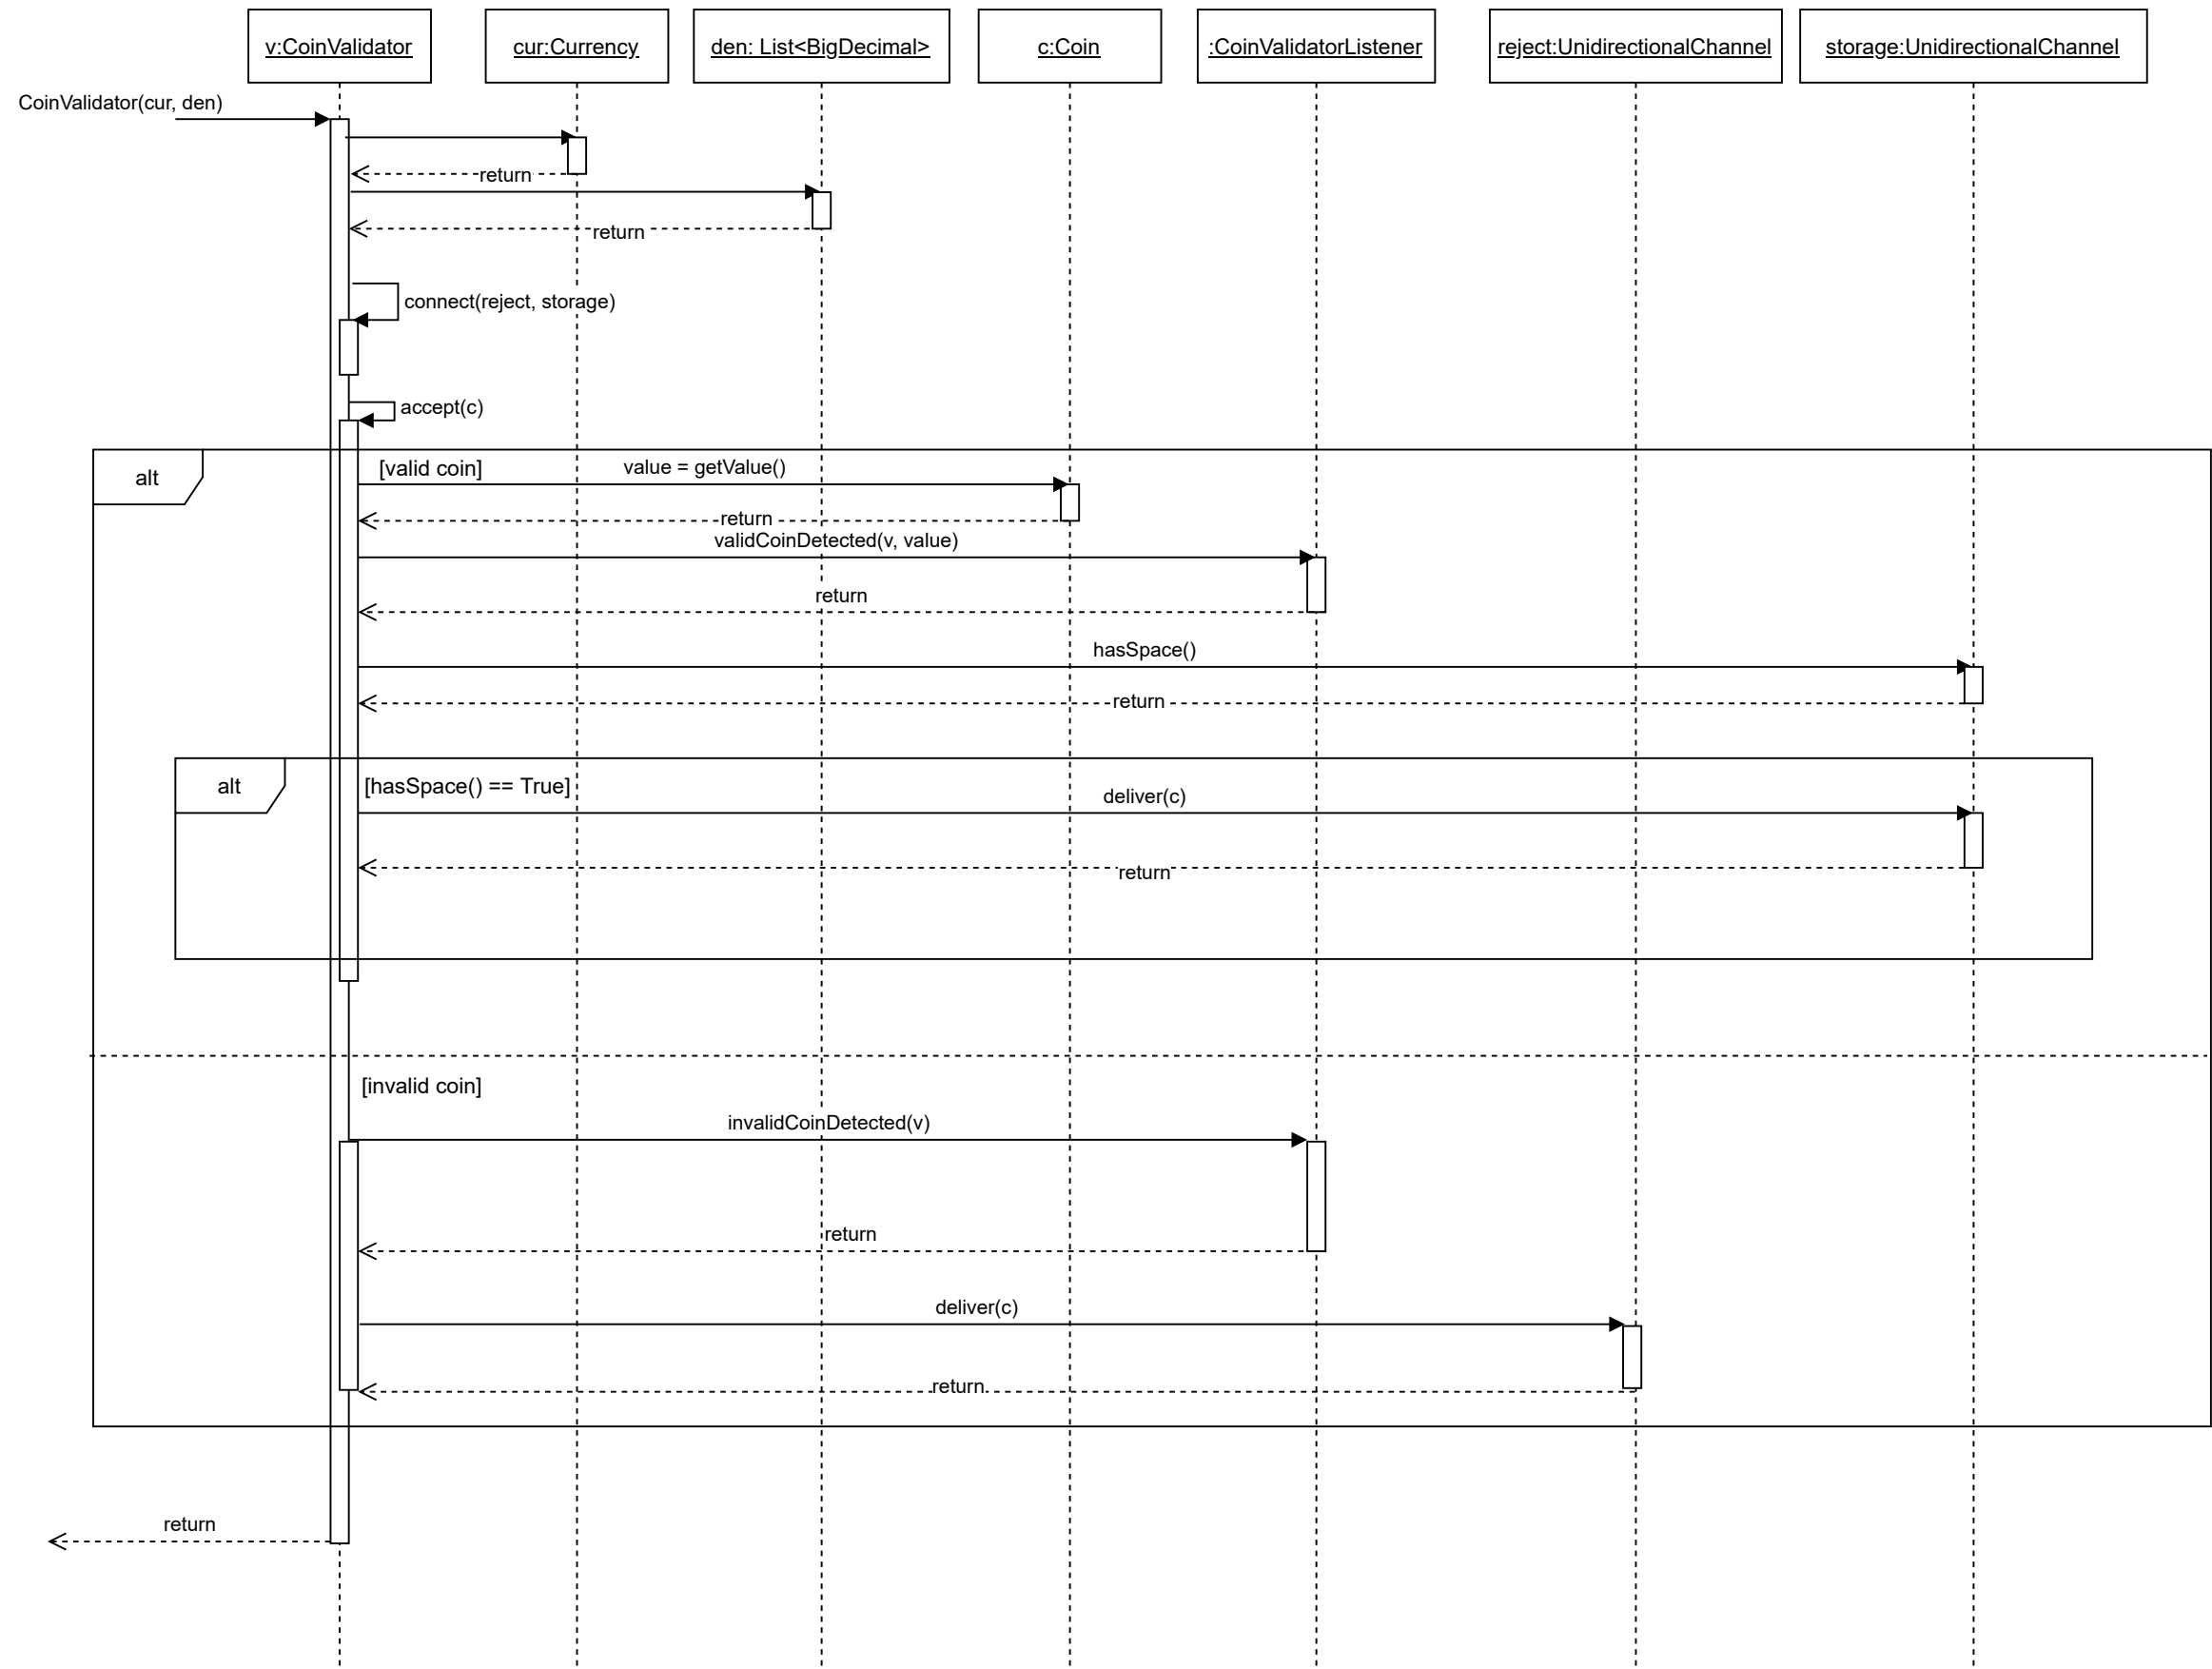 v:CoinValidator
cur:Currency
den: List<BigDecimal>
c:Coin
:CoinValidatorListener
reject:UnidirectionalChannel
storage:UnidirectionalChannel
CoinValidator(cur, den)
return
return
connect(reject, storage)
accept(c)
alt
[valid coin]
value = getValue()
return
validCoinDetected(v, value)
return
hasSpace()
return
alt
[hasSpace() == True]
deliver(c)
return
[invalid coin]
invalidCoinDetected(v)
return
deliver(c)
return
return